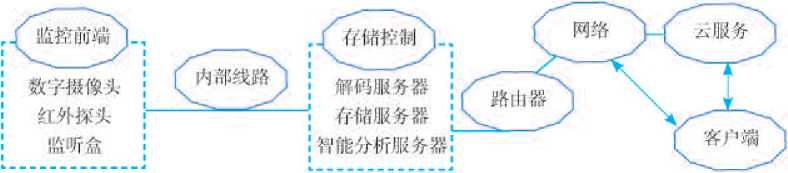 监控前端
数字摄像头
红外探头
监听盒
内部线路
存储控制
解码服务器
存储服务器
智能分析服务器
路由器
网络
云服务
客户端